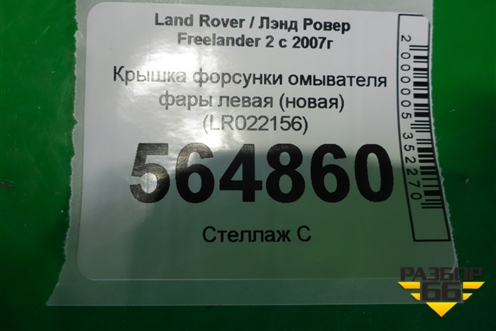 Land Rover / Лэнд Ровер
Freelander 2 с 2007г
Крышка форсунки омывателя
фары левая (новая)
(LR022156)
564860
Стеллаж С
2000005352270
РАЗБОР
66